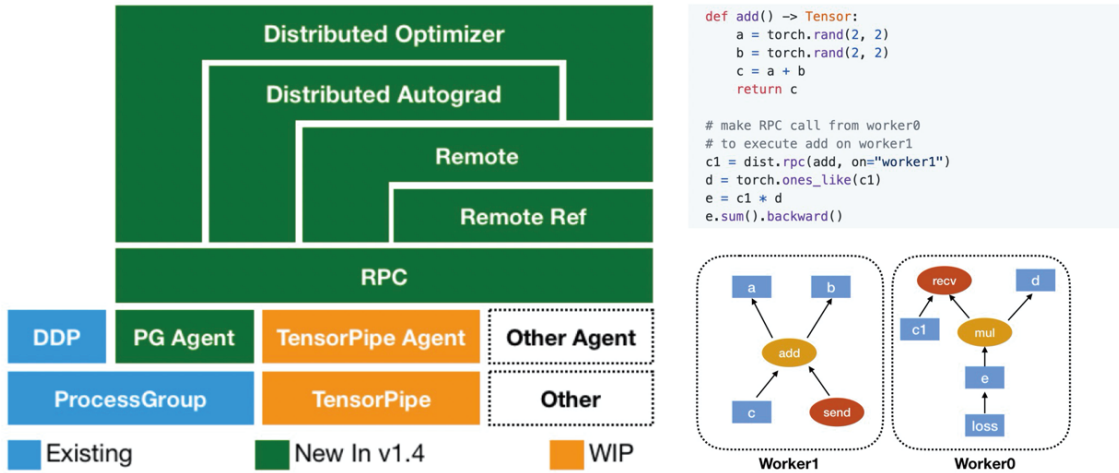 Distributed Optimizer
Distributed Autograd
Remote
Remote Ref
RPC
DDP
PG Agent
TensorPipe Agent
Other Agent
ProcessGroup
TensorPipe
Other
Existing
New In v1.4
WIP
def add() -> Tensor:
    a = torch.rand(2, 2)
    b = torch.rand(2, 2)
    c = a + b
    return c

# make RPC call from worker0
# to execute add on worker1
c1 = dist.rpc(add, on="worker1")
d = torch.ones_like(c1)
e = c1 * d
e.sum().backward()
a
b
add
c
send
Worker1
recv
d
c1
mul
e
loss
Worker0